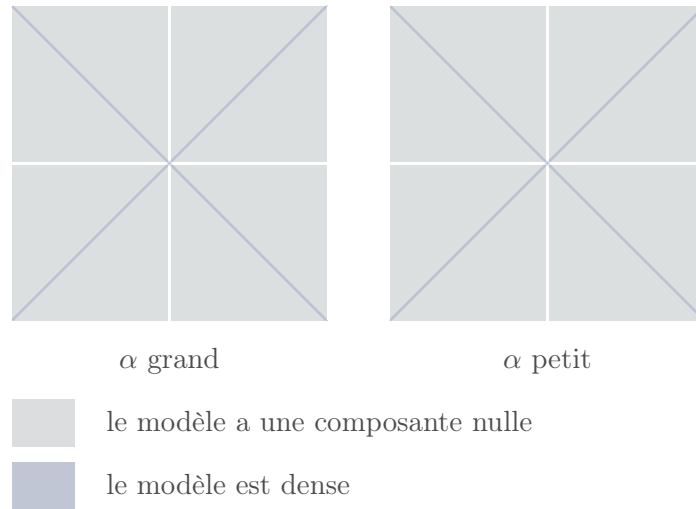 α grand
α petit
le modèle a une composante nulle
le modèle est dense